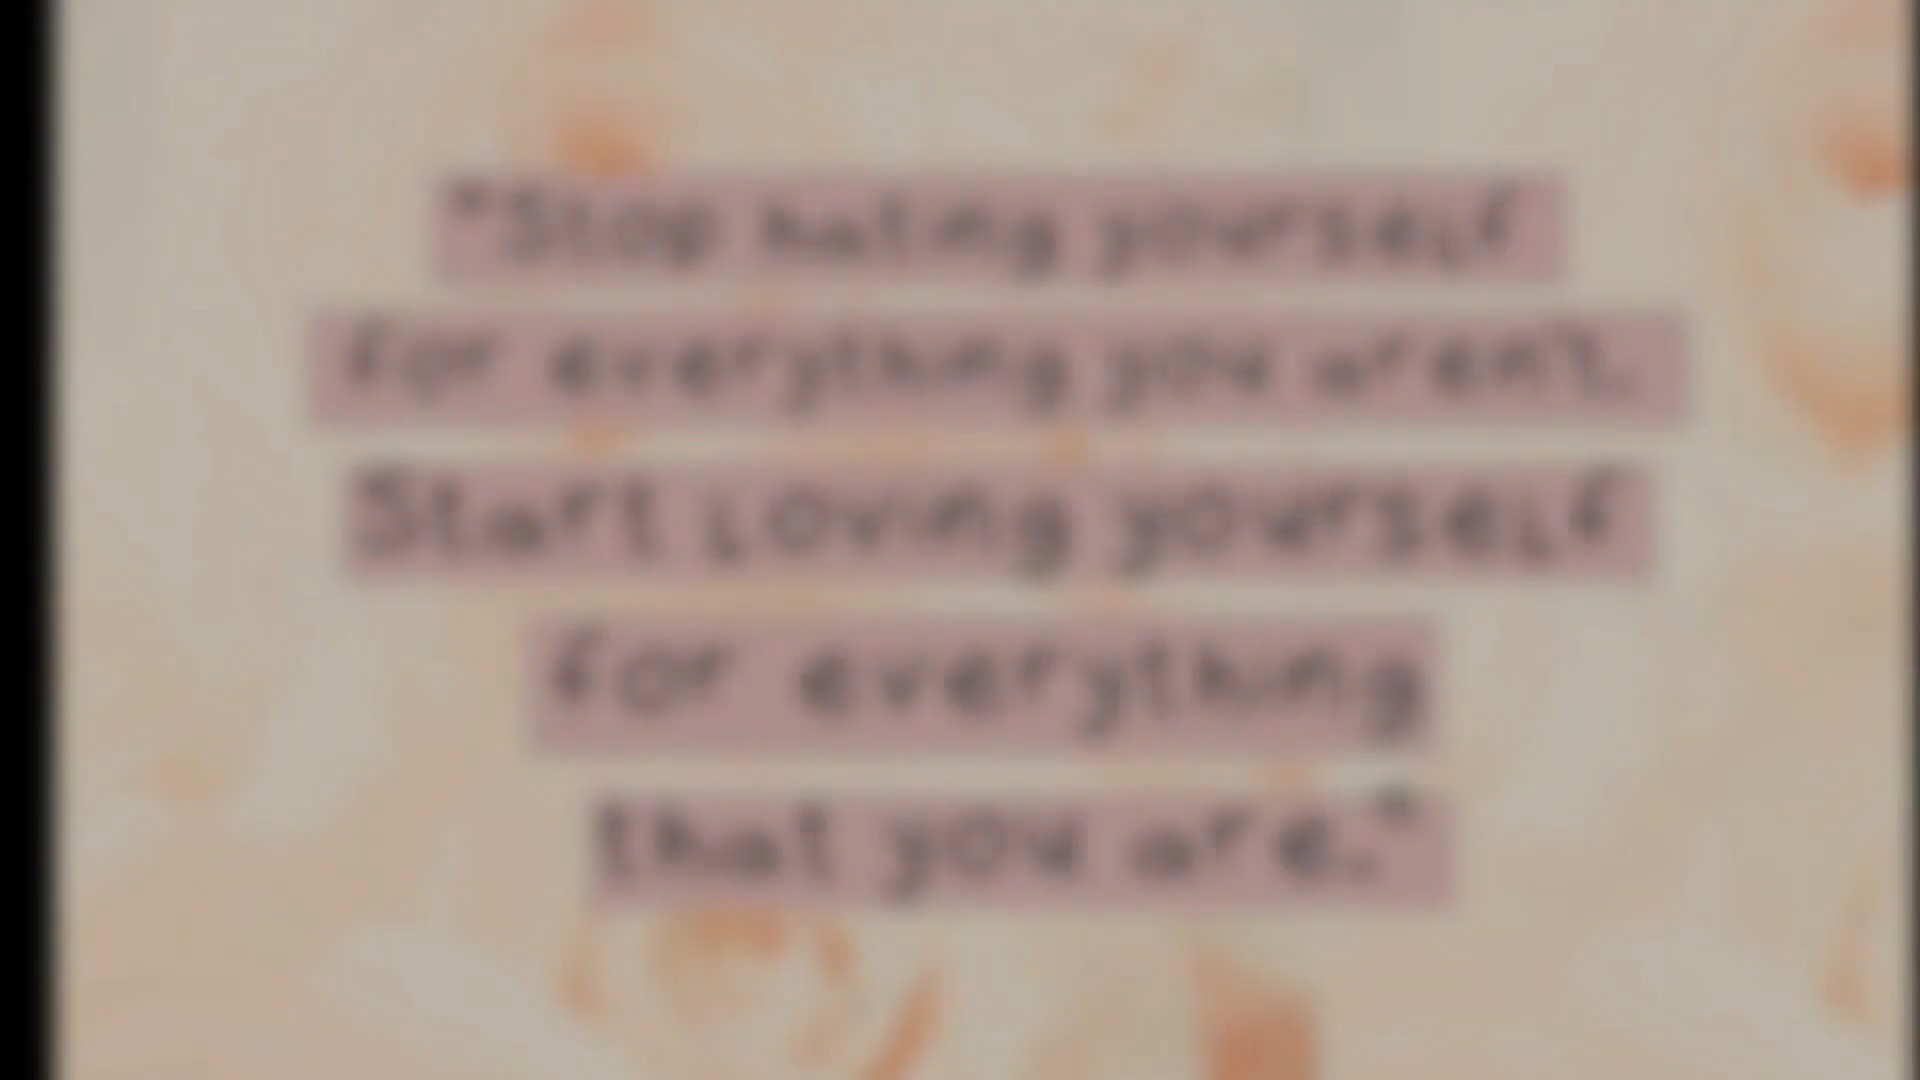 "Stop hating yourself
for everything you aren't.
Start loving yourself
for everything
that you are."